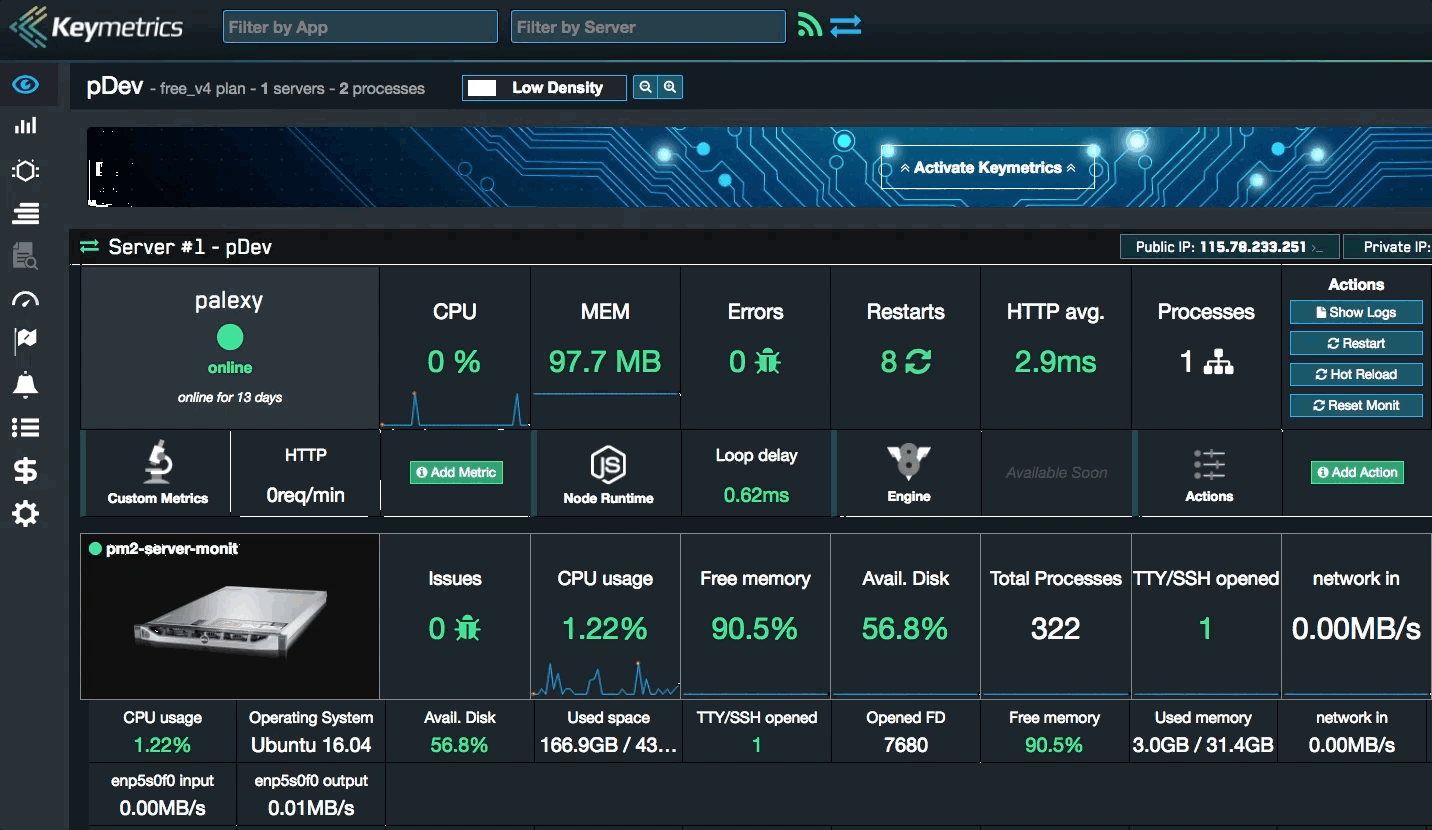 Keymetrics
Filter by App
Filter by Server
pDev - free_v4 plan - 1 servers - 2 processes
Low Density
Activate Keymetrics
Server #1 - pDev
Public IP: 115.78.233.251 >_
Private IP:
palexy
online
online for 13 days
CPU
0 %
MEM
97.7 MB
Errors
0
Restarts
8
HTTP avg.
2.9ms
Processes
1
Actions
Show Logs
Restart
Hot Reload
Reset Monit
Custom Metrics
HTTP
0req/min
Add Metric
JS
Node Runtime
Loop delay
0.62ms
8
Engine
Available Soon
Actions
Add Action
pm2-server-monit
Issues
0
CPU usage
1.22%
Free memory
90.5%
Avail. Disk
56.8%
Total Processes
322
TTY/SSH opened
1
network in
0.00MB/s
CPU usage
1.22%
Operating System
Ubuntu 16.04
Avail. Disk
56.8%
Used space
166.9GB / 43...
TTY/SSH opened
1
Opened FD
7680
Free memory
90.5%
Used memory
3.0GB / 31.4GB
network in
0.00MB/s
enp5s0f0 input
0.00MB/s
enp5s0f0 output
0.01MB/s